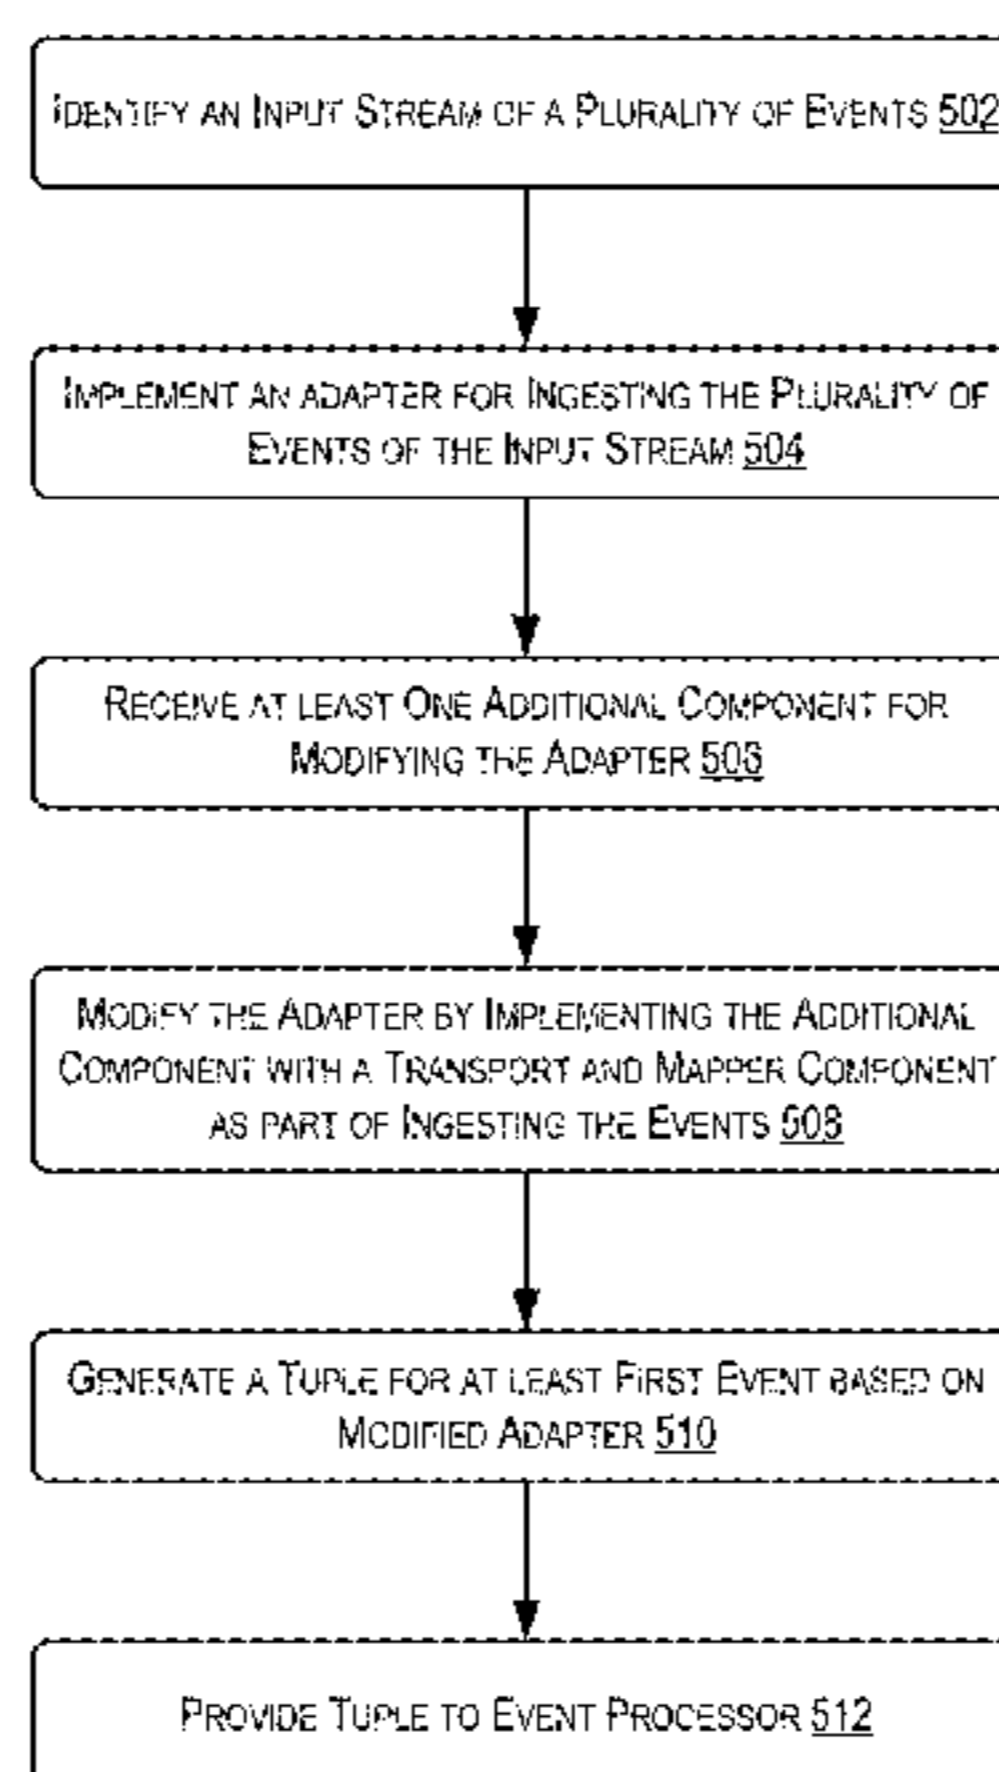 IDENTIFY AN INPUT STREAM OF A PLURALITY OF EVENTS 502
IMPLEMENT AN ADAPTER FOR INGESTING THE PLURALITY OF
EVENTS OF THE INPUT STREAM 504
RECEIVE AT LEAST ONE ADDITIONAL COMPONENT FOR
MODIFYING THE ADAPTER 506
MODIFY THE ADAPTER BY IMPLEMENTING THE ADDITIONAL
COMPONENT WITH A TRANSPORT AND MAPPER COMPONENT
AS PART OF INGESTING THE EVENTS 508
GENERATE A TUPLE FOR AT LEAST FIRST EVENT BASED ON
MODIFIED ADAPTER 510
PROVIDE TUPLE TO EVENT PROCESSOR 512